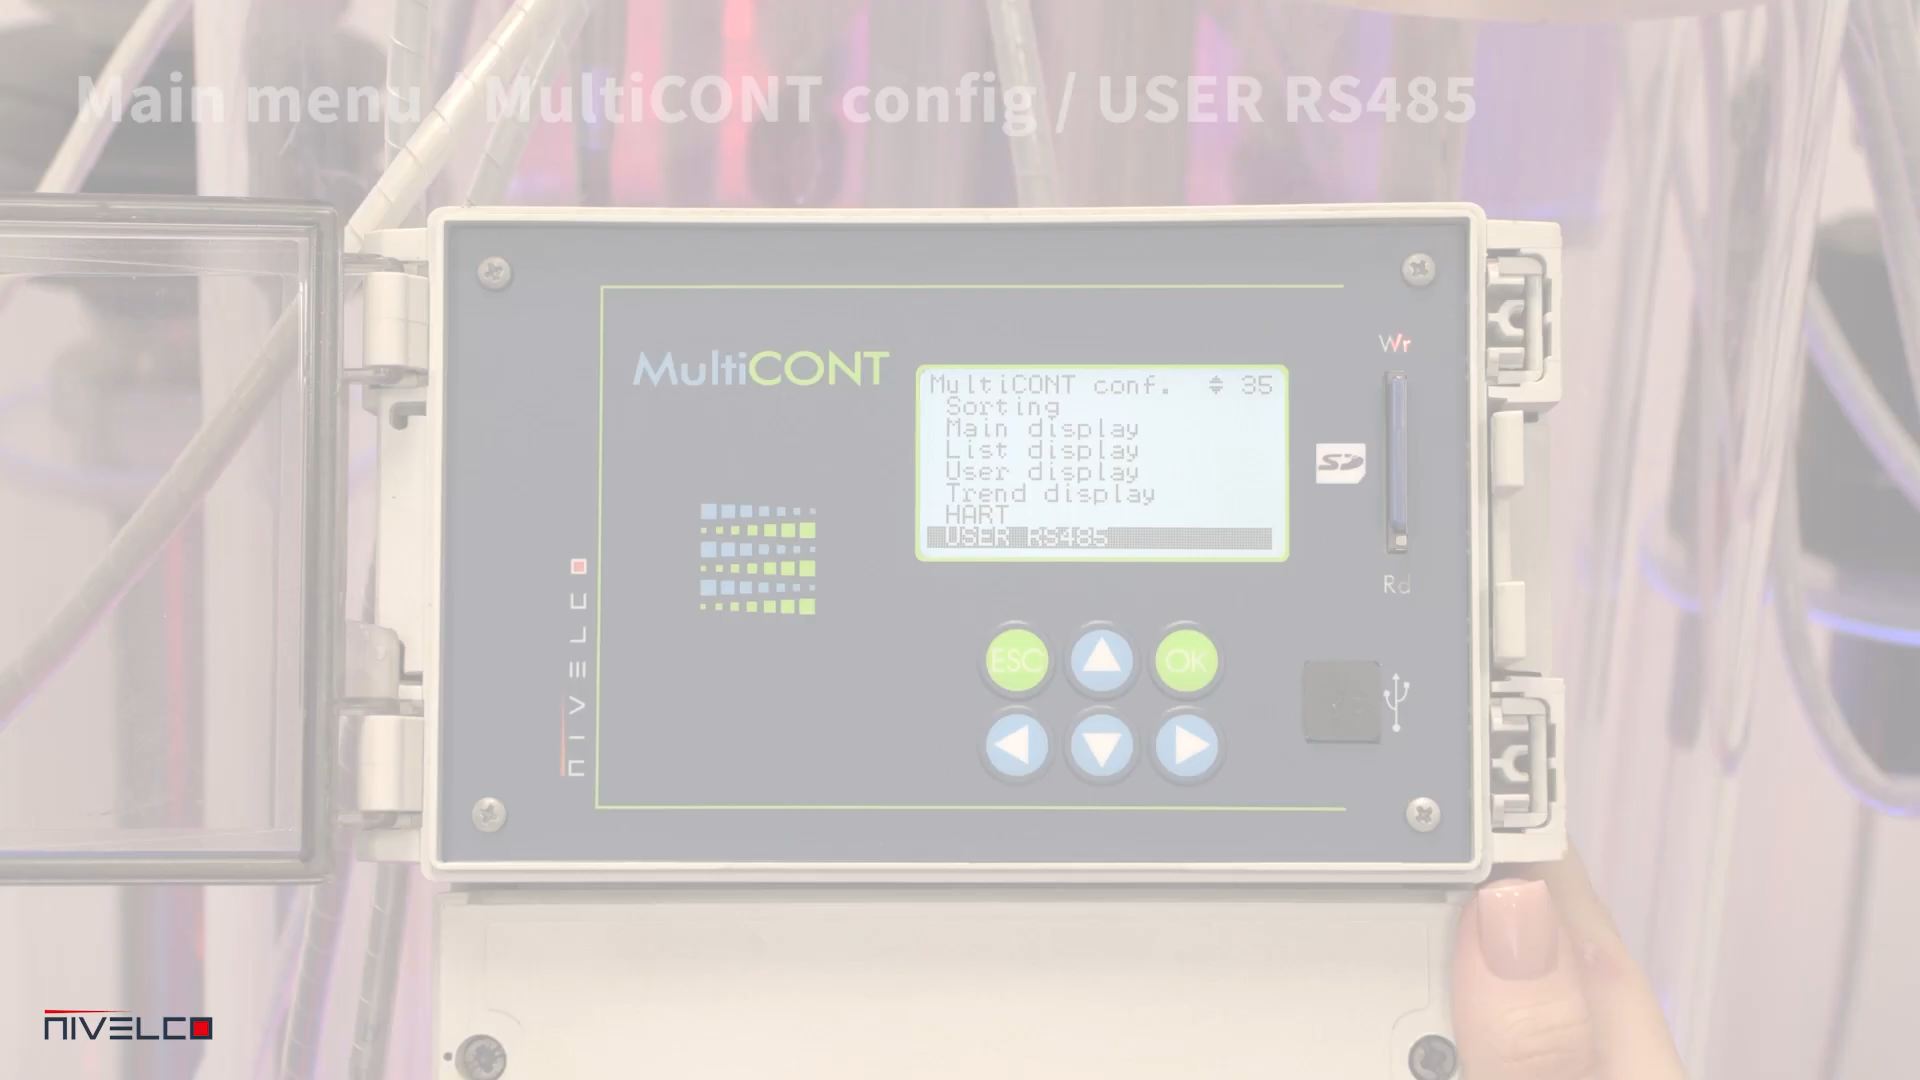 Main menu / MultiCONT config / USER RS485
MultiCONT
MultiCONT conf. 35
Sorting
Main display
List display
User display
Trend display
HART
USER RS485
Wr
SD
Rd
ESC
OK
NIVELCO
NIVELCO